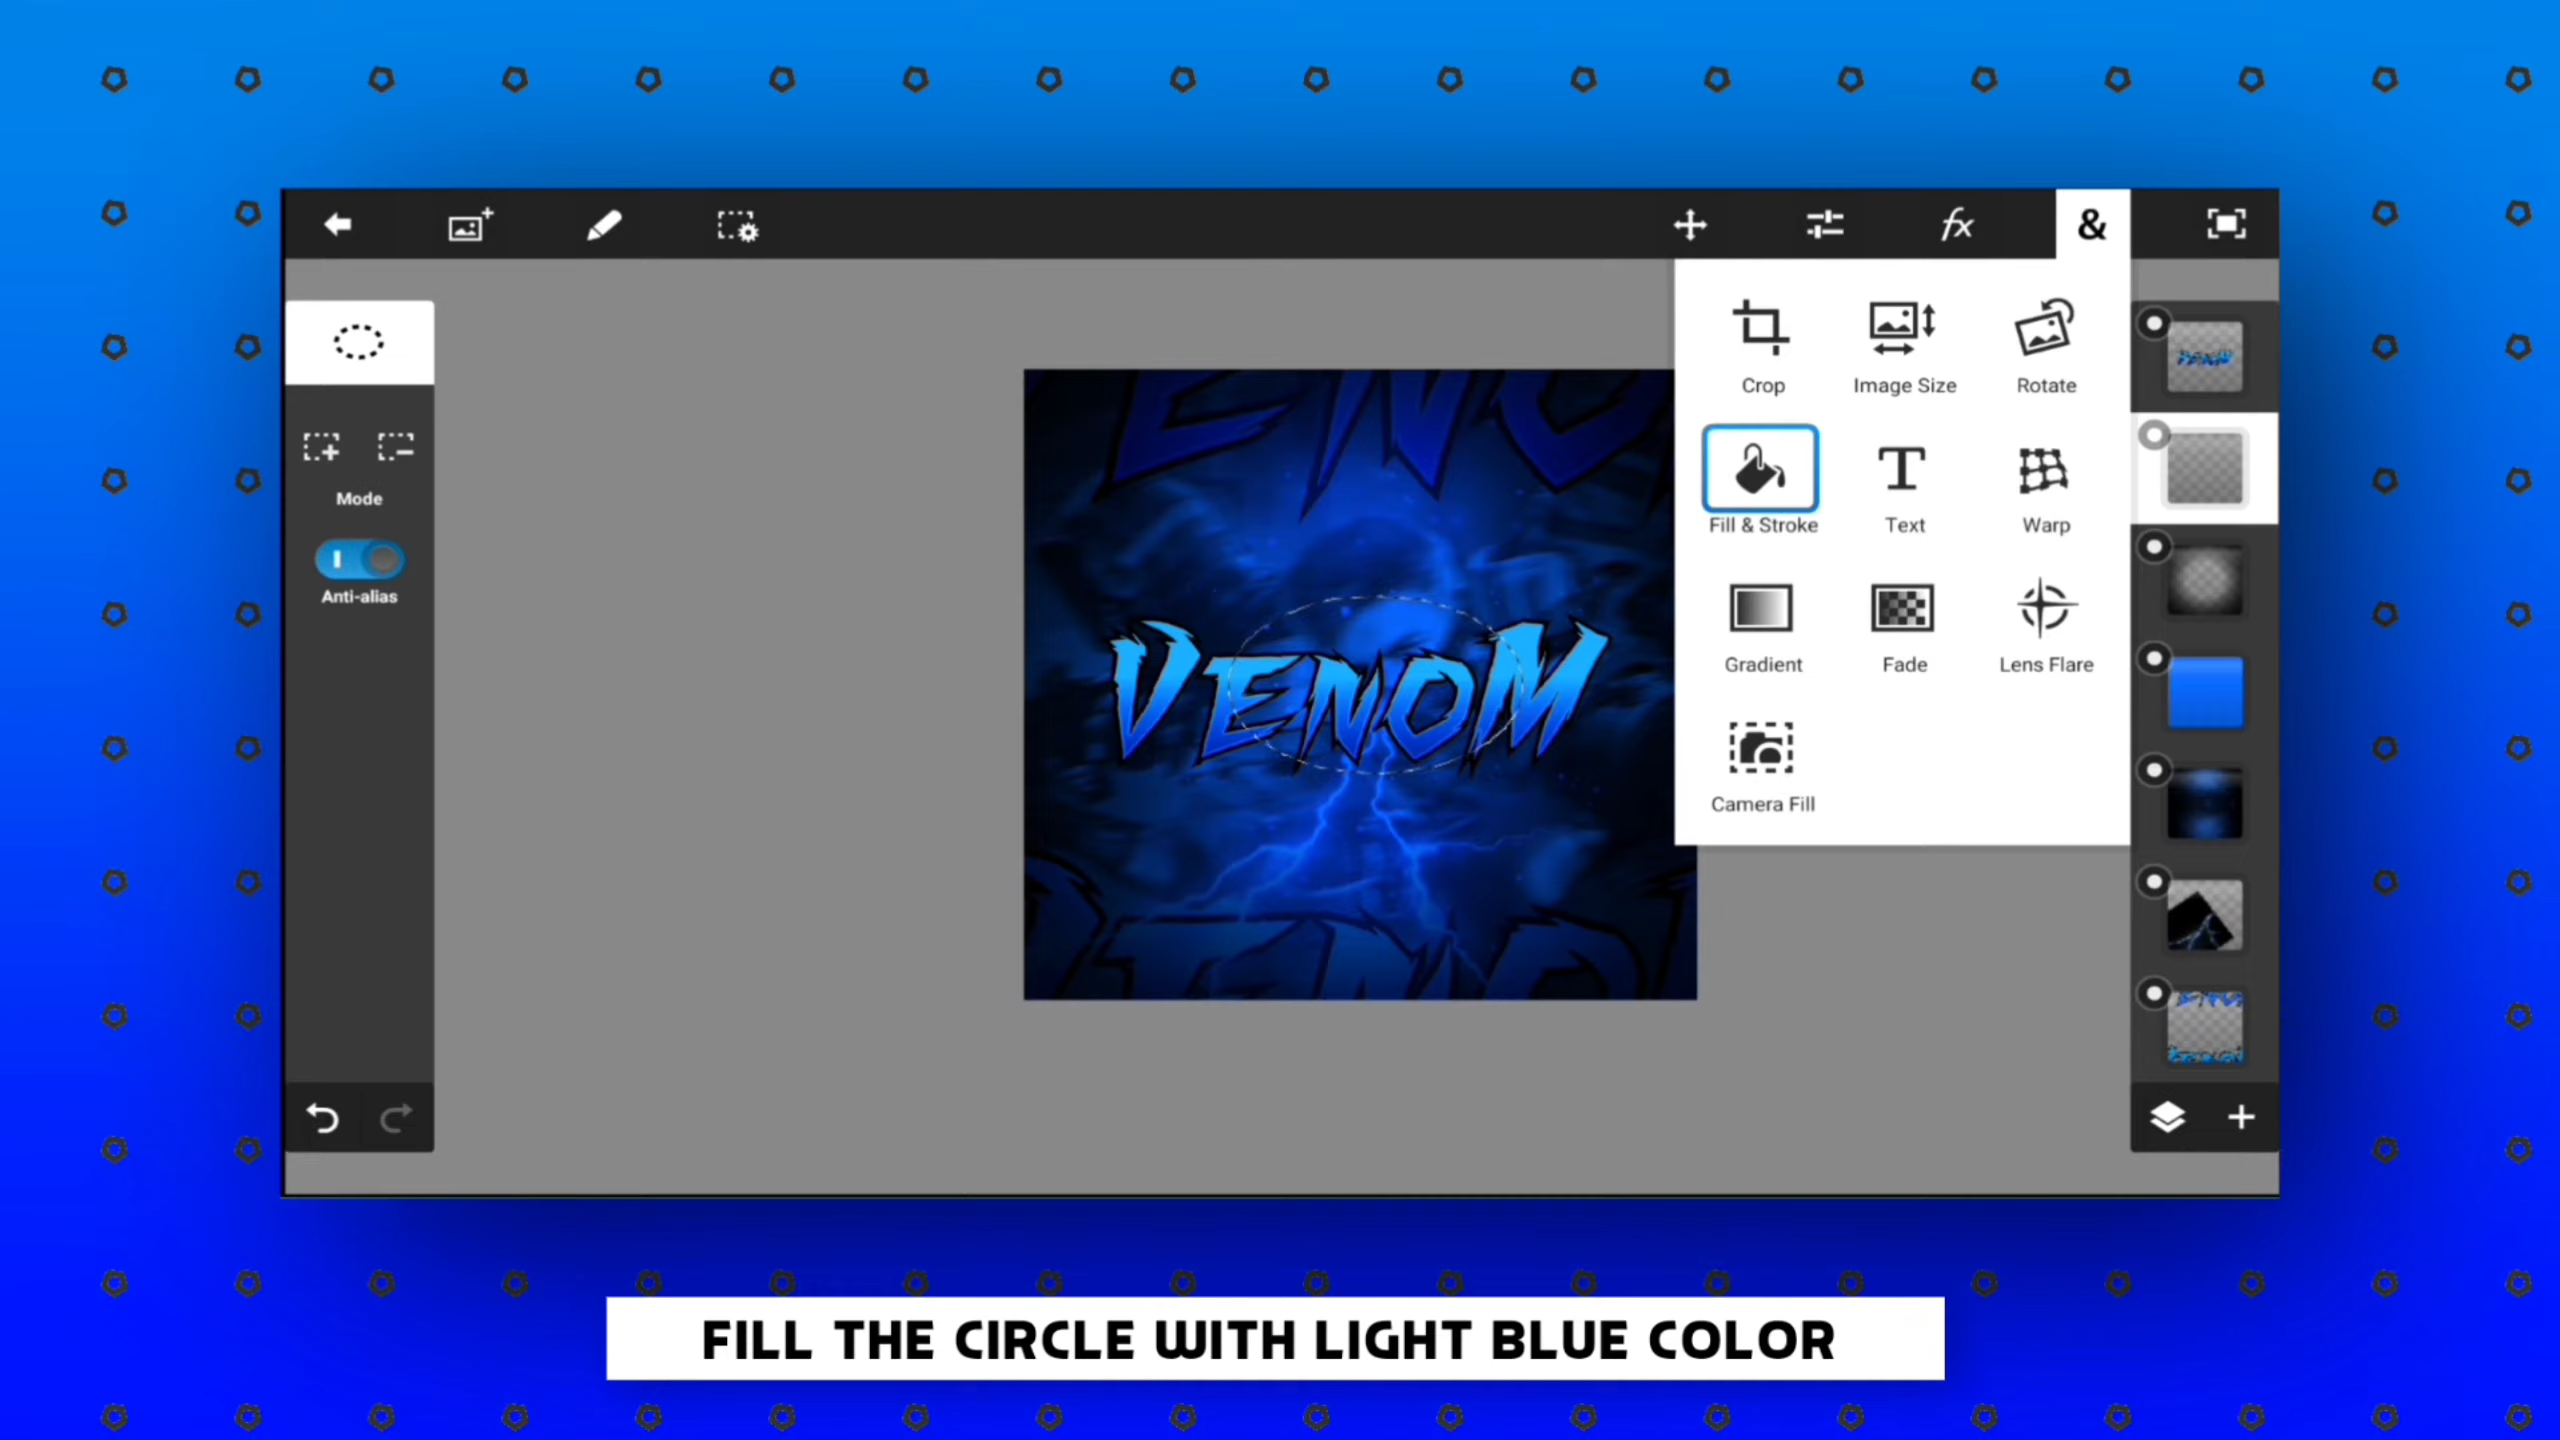 fx
&
Crop
Image Size
Rotate
Mode
Fill & Stroke
Text
Warp
Anti-alias
VENOM
Gradient
Fade
Lens Flare
Camera Fill
FILL THE CIRCLE WITH LIGHT BLUE COLOR